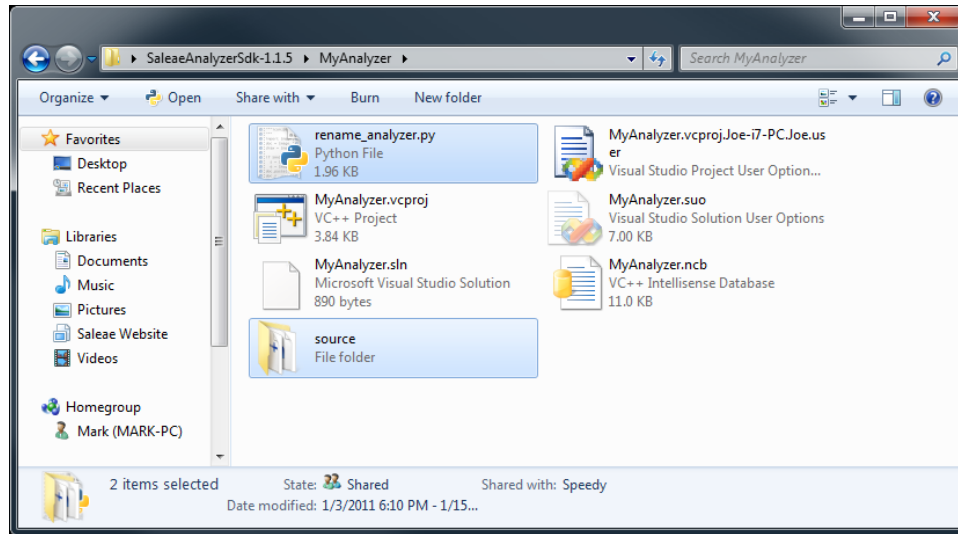 SaleaeAnalyzerSdk-1.1.5 MyAnalyzer Search MyAnalyzer
Organize Open Share with Burn New folder
Favorites
Desktop
Recent Places
Libraries
Documents
Music
Pictures
Saleae Website
Videos
Homegroup
Mark (MARK-PC)
rename_analyzer.py
Python File
1.96 KB
MyAnalyzer.vcproj.Joe-i7-PC.Joe.us
er
Visual Studio Project User Option...
MyAnalyzer.vcproj
VC++ Project
3.84 KB
MyAnalyzer.suo
Visual Studio Solution User Options
7.00 KB
MyAnalyzer.sln
Microsoft Visual Studio Solution
890 bytes
MyAnalyzer.ncb
VC++ Intellisense Database
11.0 KB
source
File folder
2 items selected State: Shared Shared with: Speedy
Date modified: 1/3/2011 6:10 PM - 1/15...